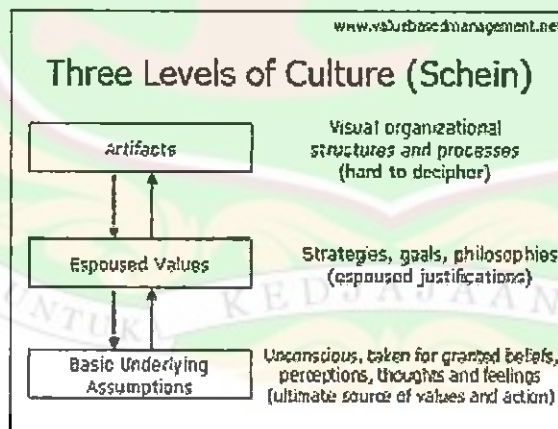 www.valuebasedmanagement.net
Three Levels of Culture (Schein)
Artifacts
Visual organizational
structures and processes
(hard to decipher)
Espoused Values
Strategies, goals, philosophies
(espoused justifications)
UNTUK KEDJAJAAN
Basic Underlying
Assumptions
Unconscious, taken for granted beliefs,
perceptions, thoughts and feelings
(ultimate source of values and action)